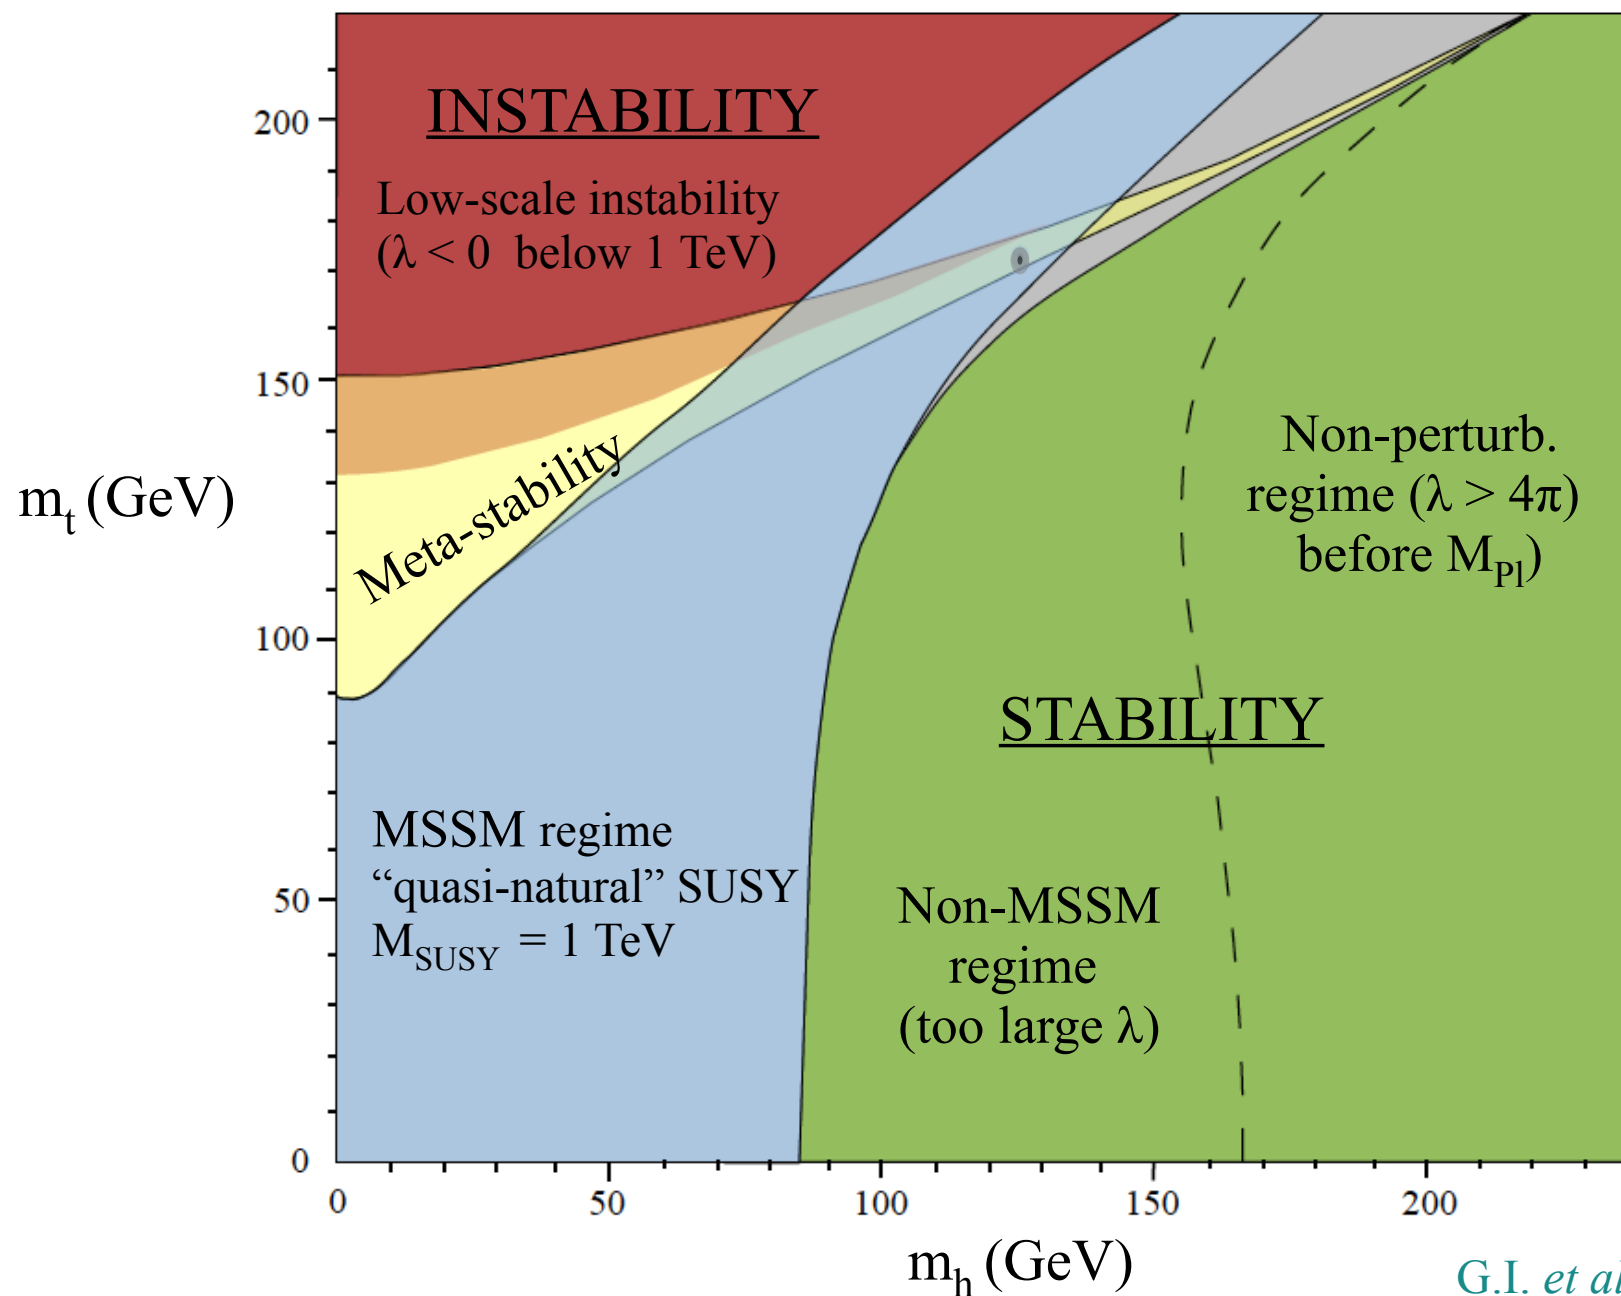 200
INSTABILITY
Low-scale instability
(λ < 0 below 1 TeV)
150
Meta-stability
Non-perturb.
regime (λ > 4π)
before M_Pl)
m_t (GeV)
100
STABILITY
MSSM regime
“quasi-natural” SUSY
M_SUSY = 1 TeV
50
Non-MSSM
regime
(too large λ)
0
0 50 100 150 200
m_h (GeV)
G.I. et al